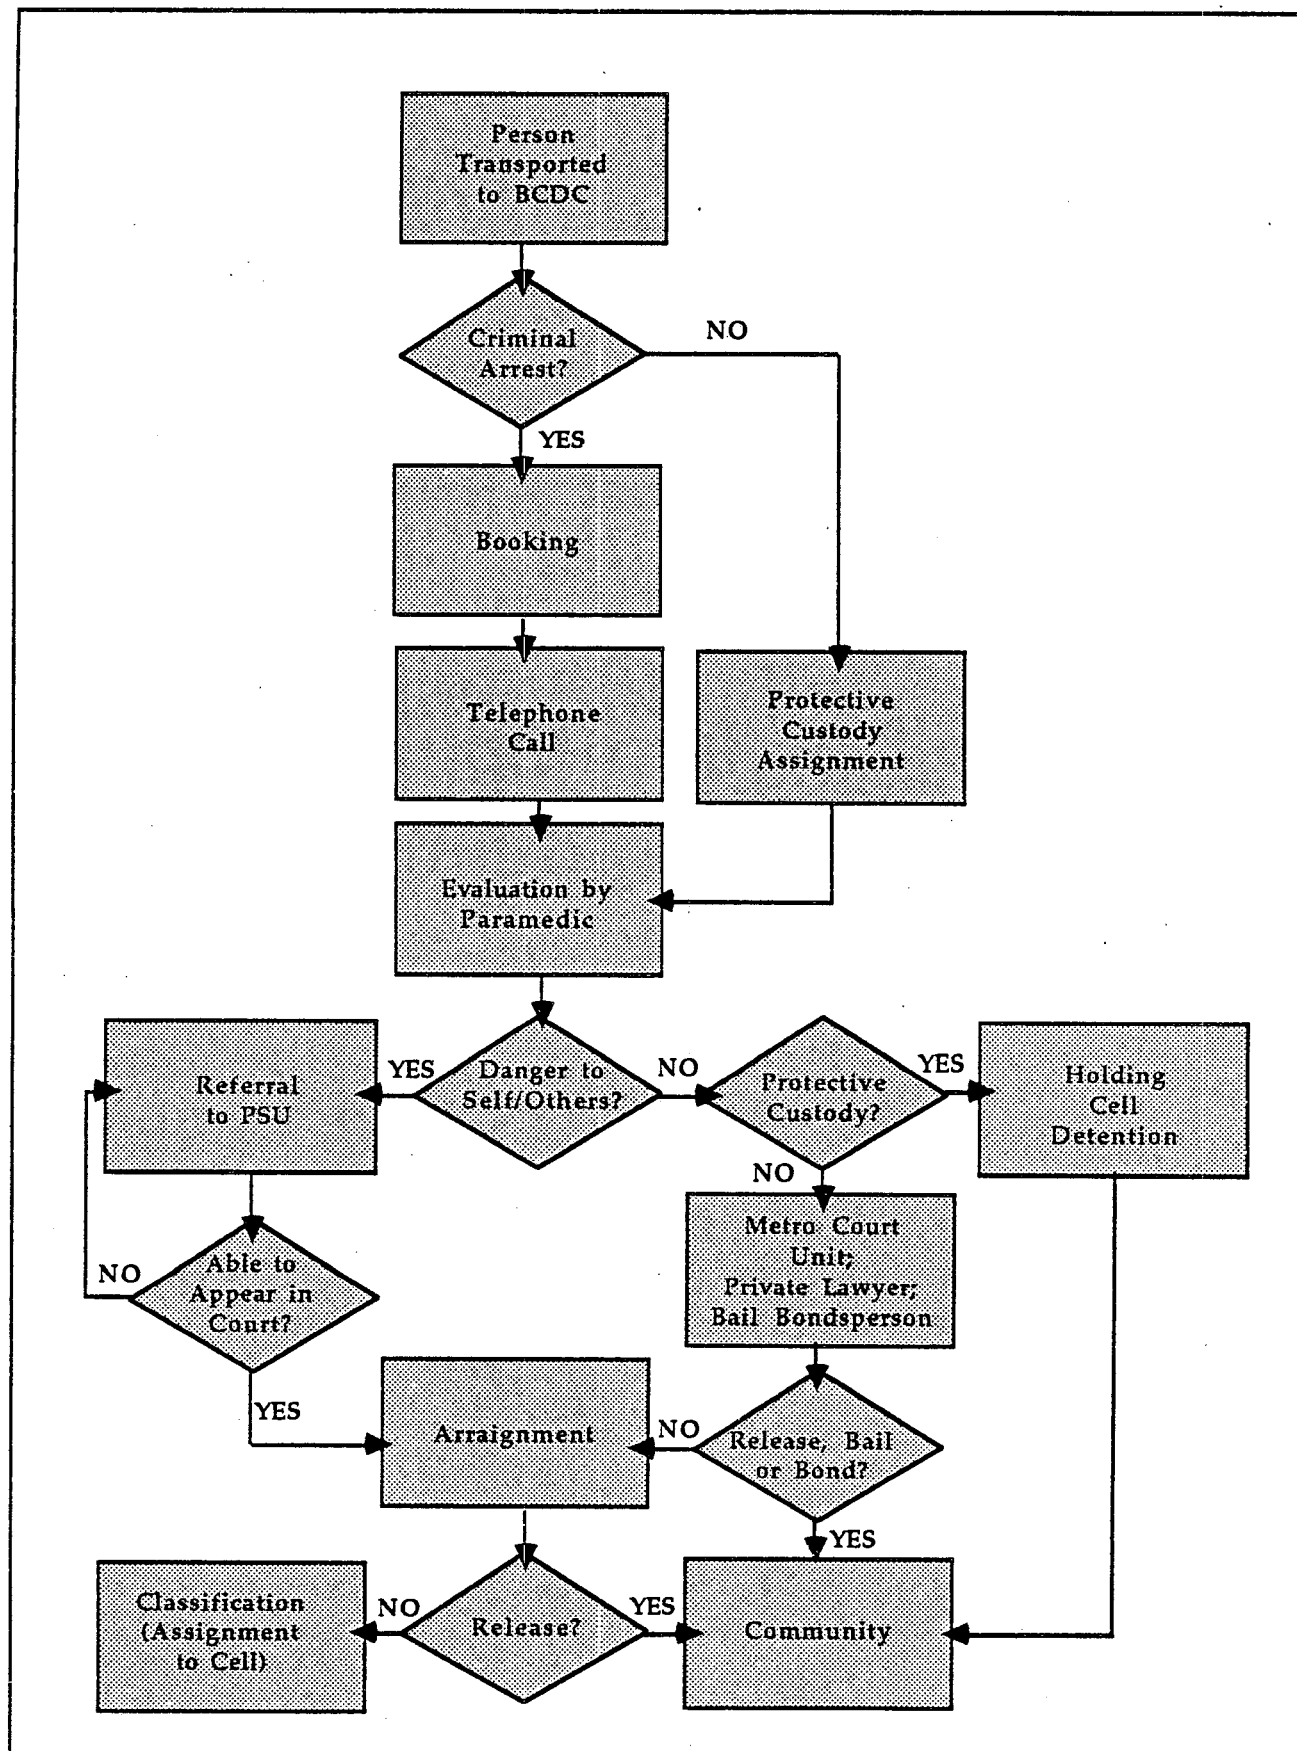 Person
Transported
to BCDC
Criminal
Arrest?
NO
YES
Booking
Telephone
Call
Protective
Custody
Assignment
Evaluation by
Paramedic
Referral
to PSU
YES
Danger to
Self/Others?
NO
Protective
Custody?
YES
Holding
Cell
Detention
NO
Able to
Appear in
Court?
NO
Metro Court
Unit;
Private Lawyer;
Bail Bondsperson
YES
Arraignment
NO
Release, Bail
or Bond?
YES
Classification
(Assignment
to Cell)
NO
Release?
YES
Community